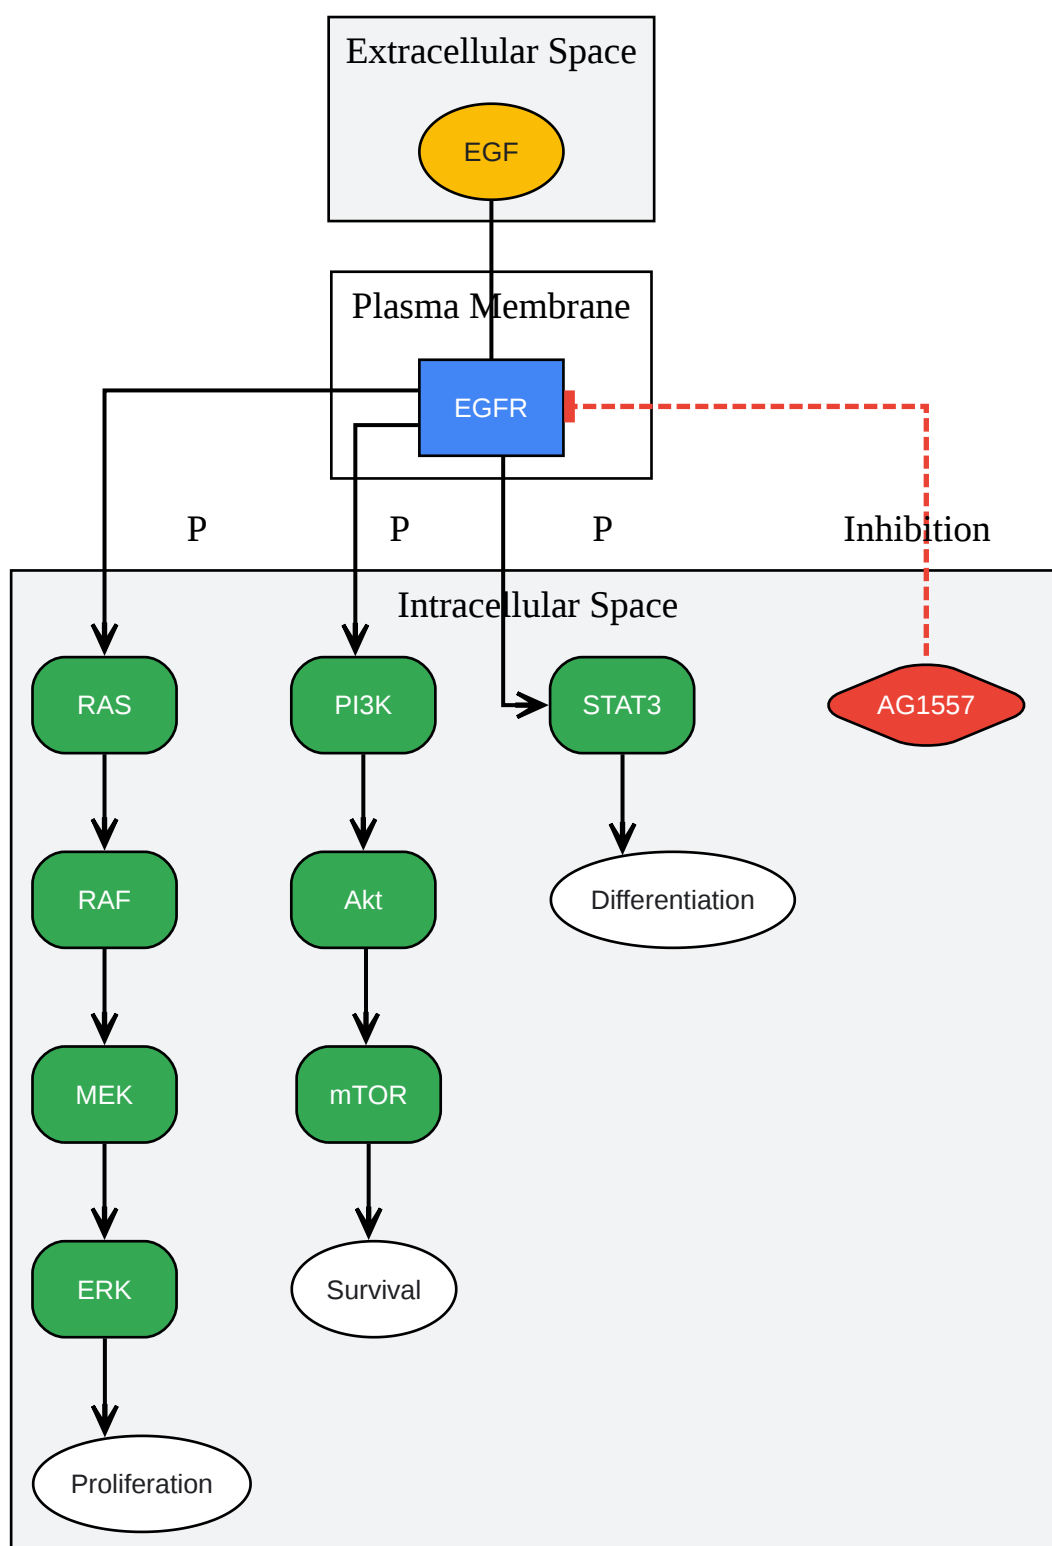 Extracellular Space
EGF
Plasma Membrane
EGFR
P
P
P
Inhibition
Intracellular Space
RAS
PI3K
STAT3
AG1557
RAF
Akt
Differentiation
MEK
mTOR
ERK
Survival
Proliferation